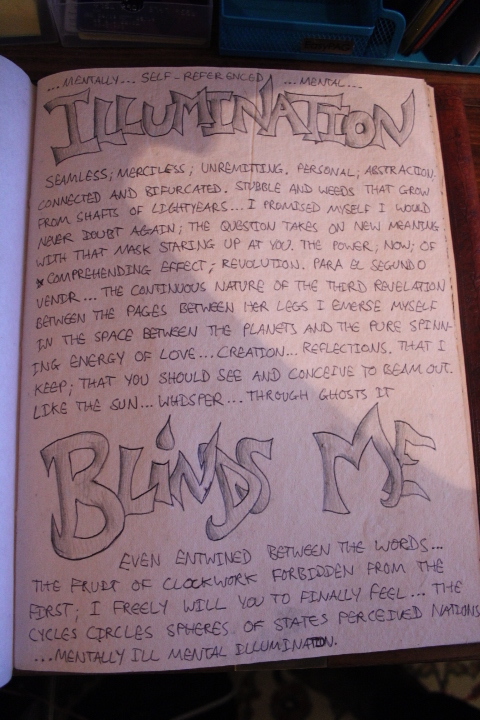 ...MENTALLY... SELF-REFERENCED ...MENTAL...
ILLUMINATION
SEAMLESS; MERCILESS; UNREMITTING. PERSONAL; ABSTRACTION.
CONNECTED AND BIFURCATED. STUBBLE AND WEEDS THAT GROW
FROM SHAFTS OF LIGHTYEARS... I PROMISED MYSELF I WOULD
NEVER DOUBT AGAIN; THE QUESTION TAKES ON NEW MEANING
WITH THAT MASK STARING UP AT YOU. THE POWER; NOW; OF
*COMPREHENDING EFFECT; REVOLUTION. PARA EL SEGUNDO
VENIR... THE CONTINUOUS NATURE OF THE THIRD REVELATION
BETWEEN THE PAGES BETWEEN HER LEGS I EMERSE MYSELF
IN THE SPACE BETWEEN THE PLANETS AND THE PURE SPINN-
ING ENERGY OF LOVE... CREATION... REFLECTIONS. THAT I
KEEP; THAT YOU SHOULD SEE AND CONCEIVE TO BEAM OUT.
LIKE THE SUN... WHISPER... THROUGH GHOSTS IT
BLINDS ME
EVEN ENTWINED BETWEEN THE WORDS...
THE FRUIT OF CLOCKWORK FORBIDDEN FROM THE
FIRST; I FREELY WILL YOU TO FINALLY FEEL... THE
CYCLES CIRCLES SPHERES OF STATES PERCEIVED NATIONS
...MENTALLY ILL MENTAL ILLUMINATION.